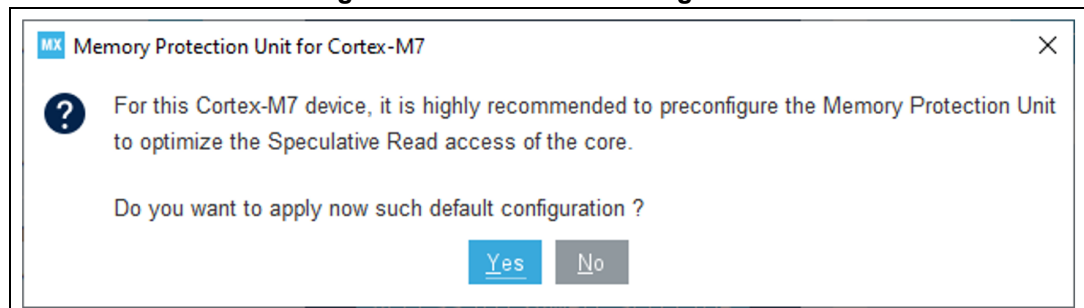 MX Memory Protection Unit for Cortex-M7
For this Cortex-M7 device, it is highly recommended to preconfigure the Memory Protection Unit
to optimize the Speculative Read access of the core.
Do you want to apply now such default configuration ?
Yes No